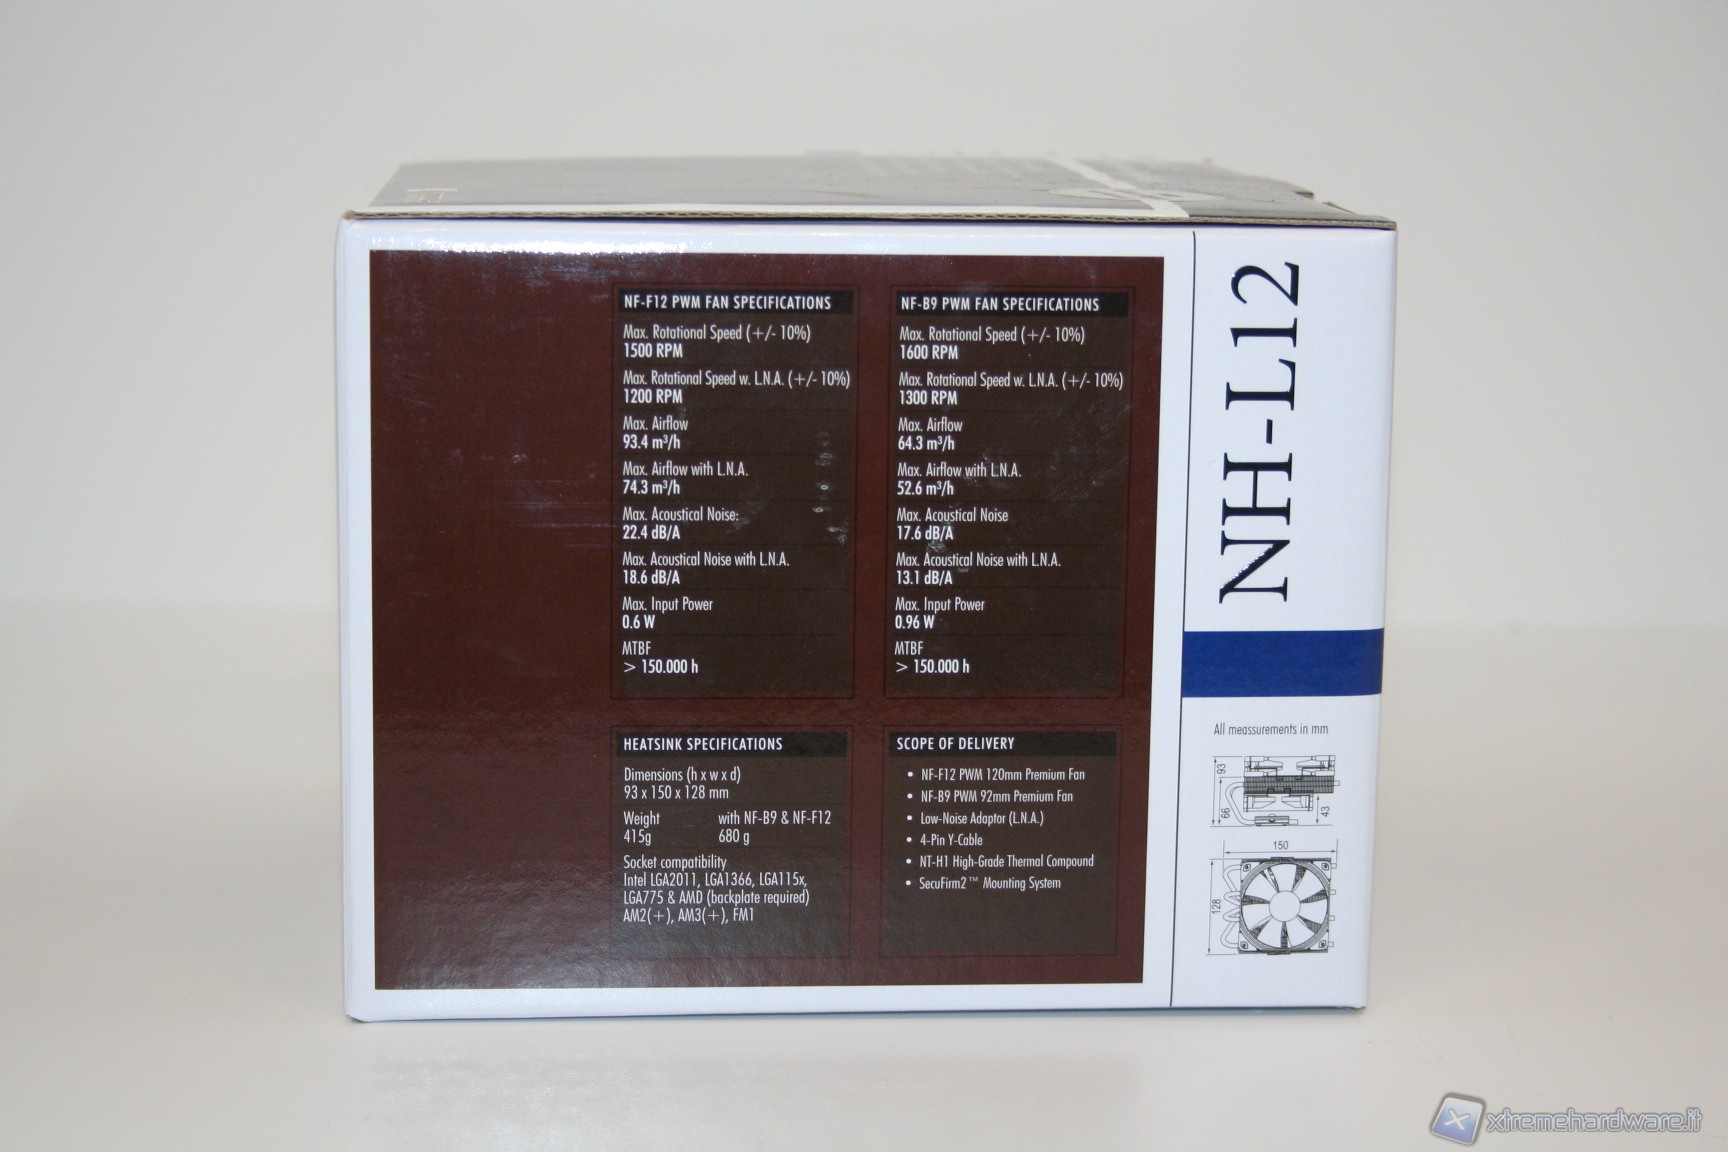 NF-F12 PWM FAN SPECIFICATIONS
Max. Rotational Speed (+/- 10%)
1500 RPM
Max. Rotational Speed w. L.N.A. (+/- 10%)
1200 RPM
Max. Airflow
93.4 m³/h
Max. Airflow with L.N.A.
74.3 m³/h
Max. Acoustical Noise:
22.4 dB/A
Max. Acoustical Noise with L.N.A.
18.6 dB/A
Max. Input Power
0.6 W
MTBF
> 150.000 h
NF-B9 PWM FAN SPECIFICATIONS
Max. Rotational Speed (+/- 10%)
1600 RPM
Max. Rotational Speed w. L.N.A. (+/- 10%)
1300 RPM
Max. Airflow
64.3 m³/h
Max. Airflow with L.N.A.
52.6 m³/h
Max. Acoustical Noise
17.6 dB/A
Max. Acoustical Noise with L.N.A.
13.1 dB/A
Max. Input Power
0.96 W
MTBF
> 150.000 h
HEATSINK SPECIFICATIONS
Dimensions (h x w x d)
93 x 150 x 128 mm
Weight with NF-B9 & NF-F12
415g 680 g
Socket compatibility
Intel LGA2011, LGA1366, LGA115x,
LGA775 & AMD (backplate required)
AM2(+), AM3(+), FM1
SCOPE OF DELIVERY
• NF-F12 PWM 120mm Premium Fan
• NF-B9 PWM 92mm Premium Fan
• Low-Noise Adaptor (L.N.A.)
• 4-Pin Y-Cable
• NT-H1 High-Grade Thermal Compound
• SecuFirm2™ Mounting System
NH-L12
All meassurements in mm
93
66
43
150
128
xtremehardware.it